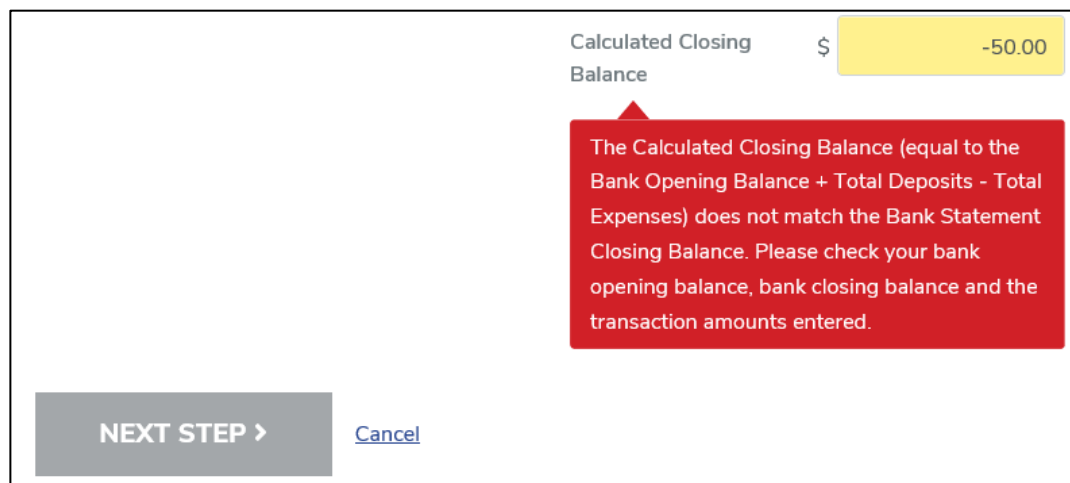 Calculated Closing $ -50.00
Balance
The Calculated Closing Balance (equal to the
Bank Opening Balance + Total Deposits - Total
Expenses) does not match the Bank Statement
Closing Balance. Please check your bank
opening balance, bank closing balance and the
transaction amounts entered.
NEXT STEP > Cancel